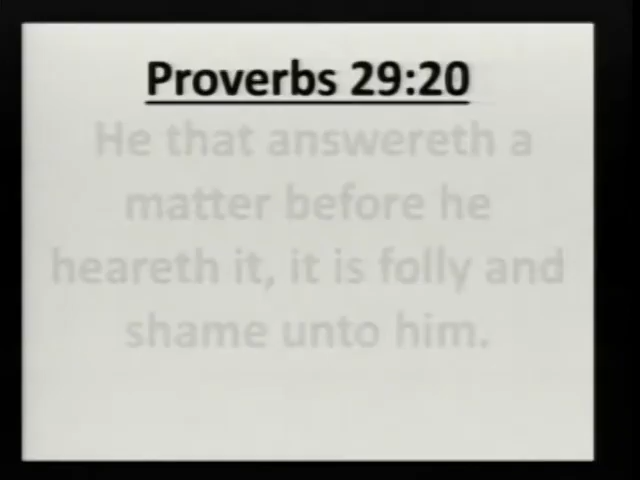 Proverbs 29:20
He that answereth a
matter before he
heareth it, it is folly and
shame unto him.